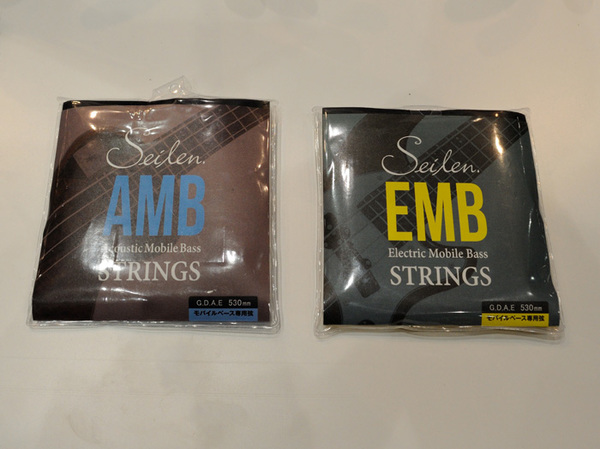 Seilen.
AMB
Acoustic Mobile Bass
STRINGS
G.D.A.E 530mm
モバイルベース専用弦
Seilen.
EMB
Electric Mobile Bass
STRINGS
G.D.A.E 530mm
モバイルベース専用弦